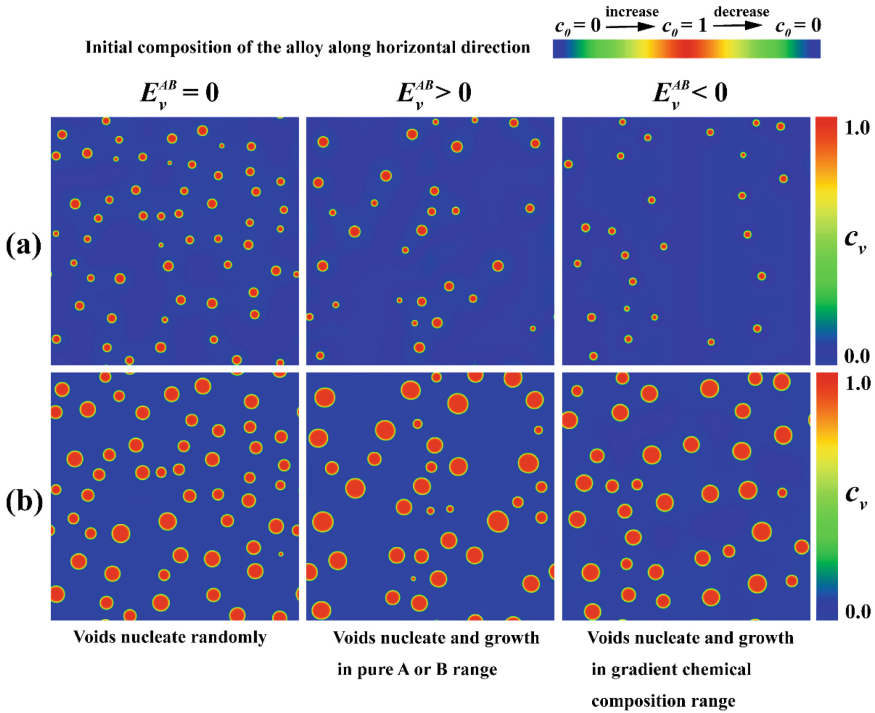 increase decrease
c₀ = 0 c₀ = 1 c₀ = 0
Initial composition of the alloy along horizontal direction
E_v^{AB} = 0 E_v^{AB} > 0 E_v^{AB} < 0
(a)
1.0
c_v
0.0
(b)
1.0
c_v
0.0
Voids nucleate randomly
Voids nucleate and growth
in pure A or B range
Voids nucleate and growth
in gradient chemical
composition range